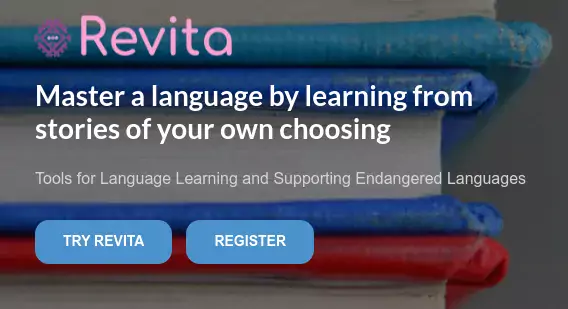 Revita
Master a language by learning from
stories of your own choosing
Tools for Language Learning and Supporting Endangered Languages
TRY REVITA
REGISTER